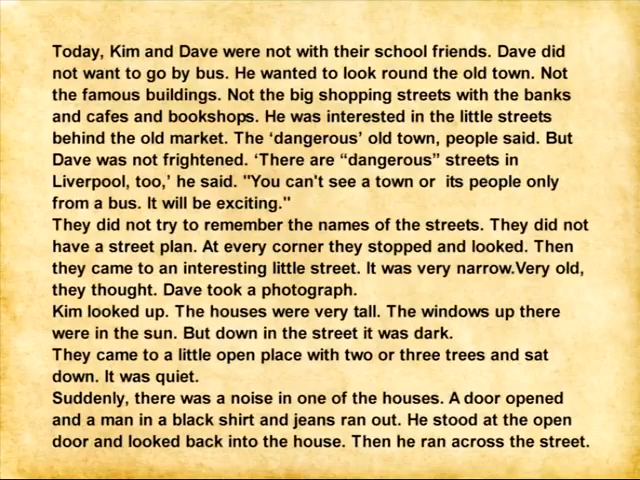 Today, Kim and Dave were not with their school friends. Dave did
not want to go by bus. He wanted to look round the old town. Not
the famous buildings. Not the big shopping streets with the banks
and cafes and bookshops. He was interested in the little streets
behind the old market. The ‘dangerous’ old town, people said. But
Dave was not frightened. ‘There are “dangerous” streets in
Liverpool, too,’ he said. "You can't see a town or  its people only
from a bus. It will be exciting."
They did not try to remember the names of the streets. They did not
have a street plan. At every corner they stopped and looked. Then
they came to an interesting little street. It was very narrow.Very old,
they thought. Dave took a photograph.
Kim looked up. The houses were very tall. The windows up there
were in the sun. But down in the street it was dark.
They came to a little open place with two or three trees and sat
down. It was quiet.
Suddenly, there was a noise in one of the houses. A door opened
and a man in a black shirt and jeans ran out. He stood at the open
door and looked back into the house. Then he ran across the street.